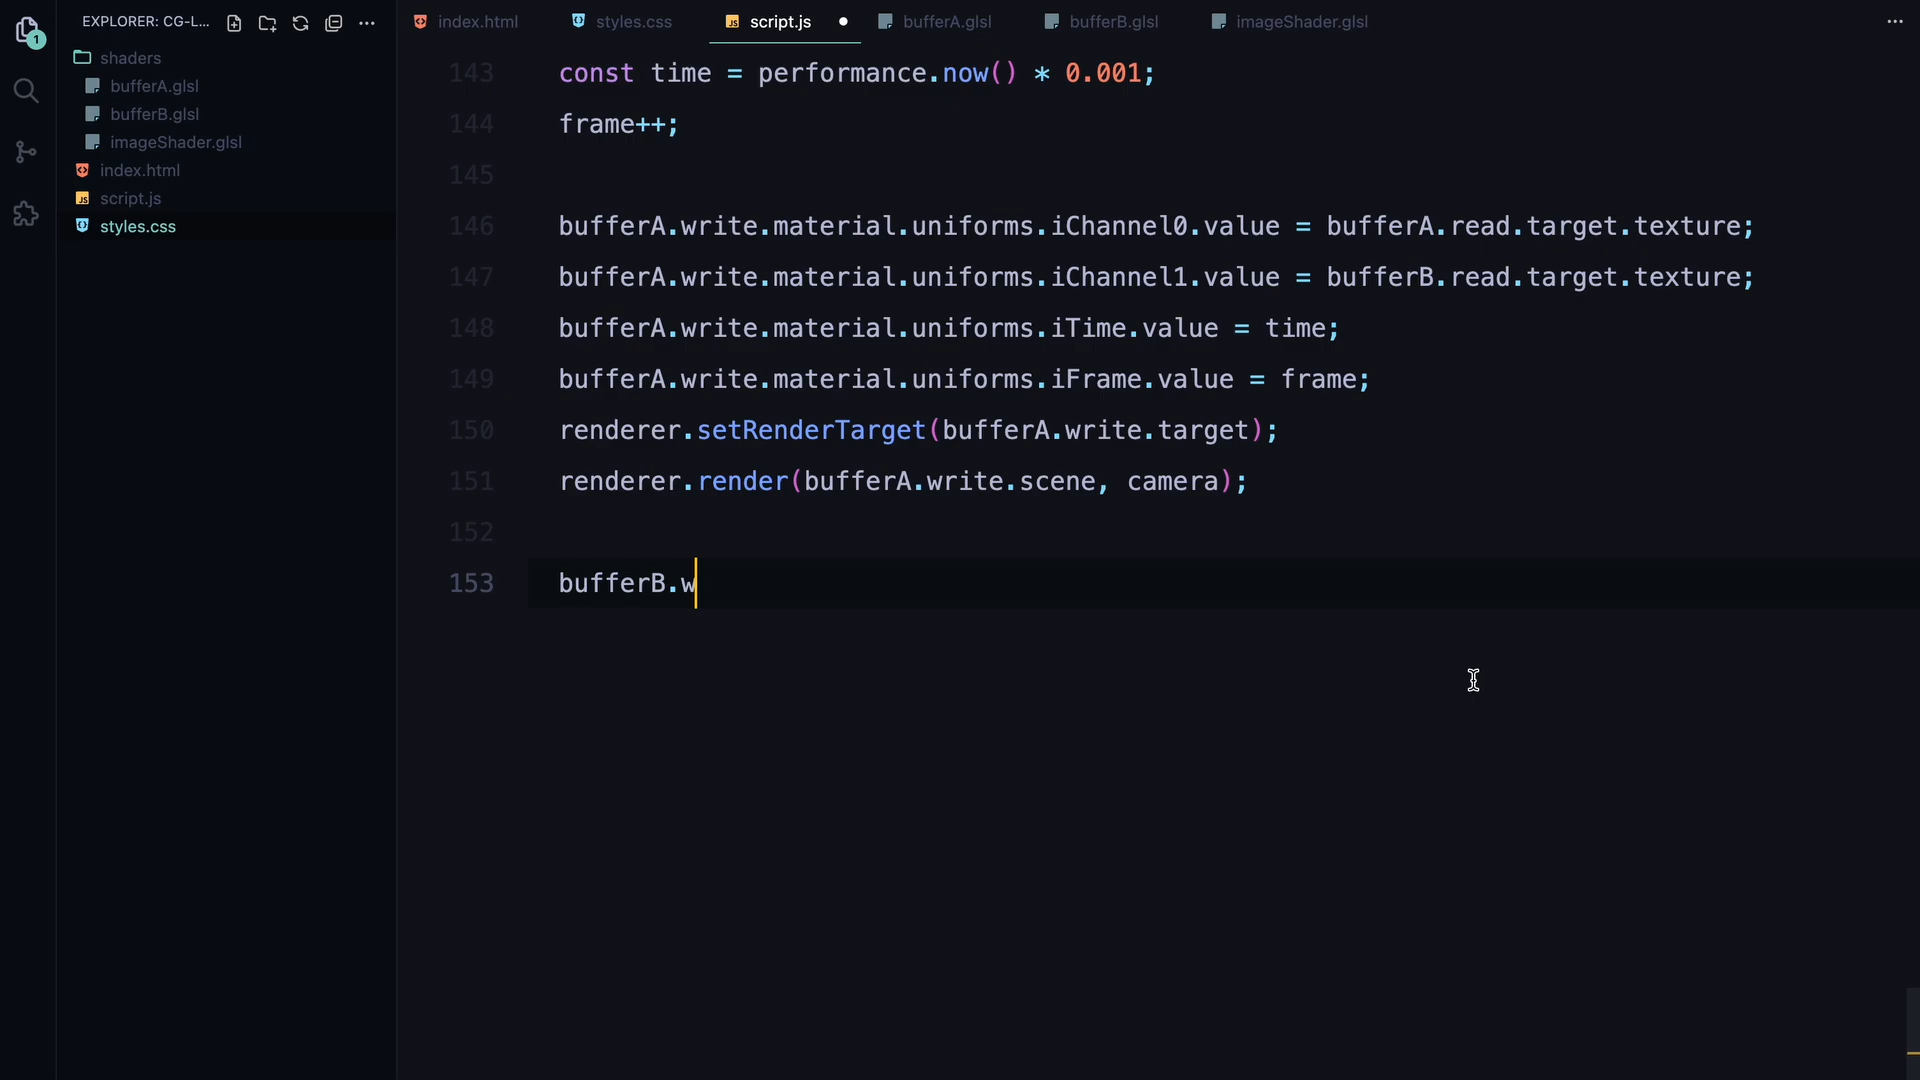 EXPLORER: CG-L...
shaders
bufferA.glsl
bufferB.glsl
imageShader.glsl
index.html
script.js
styles.css
1
index.html
styles.css
script.js
bufferA.glsl
bufferB.glsl
imageShader.glsl
143 const time = performance.now() * 0.001;
144 frame++;
145
146 bufferA.write.material.uniforms.iChannel0.value = bufferA.read.target.texture;
147 bufferA.write.material.uniforms.iChannel1.value = bufferB.read.target.texture;
148 bufferA.write.material.uniforms.iTime.value = time;
149 bufferA.write.material.uniforms.iFrame.value = frame;
150 renderer.setRenderTarget(bufferA.write.target);
151 renderer.render(bufferA.write.scene, camera);
152
153 bufferB.w